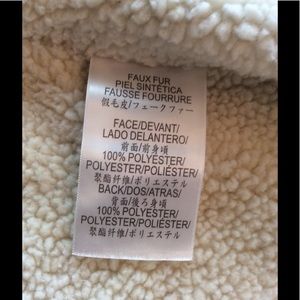 FAUX FUR
PIEL SINTÉTICA
FAUSSE FOURRURE
假毛皮/フェークファー
FACE/DEVANT/
LADO DELANTERO/
前面/前身頃
100% POLYESTER/
POLYESTER/POLIÉSTER/
聚酯纤维/ポリエステル
BACK/DOS/ATRAS/
背面/後ろ身頃
100% POLYESTER/
POLYESTER/POLIÉSTER/
聚酯纤维/ポリエステル